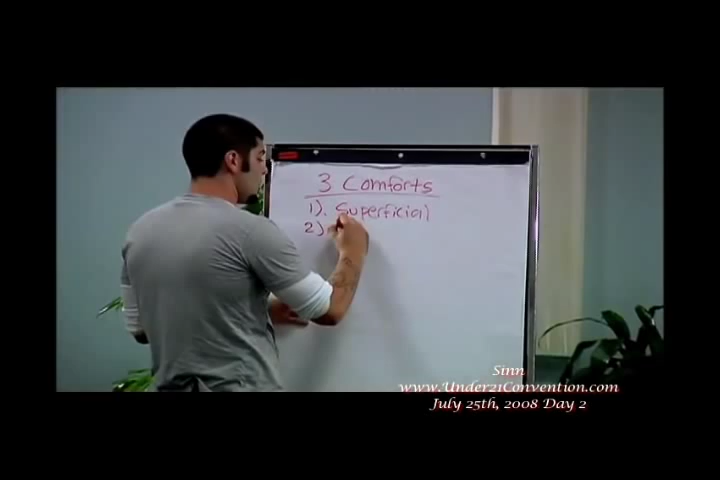 3 Comforts
1). Superficial
2)
Sinn
www.Under21Convention.com
July 25th, 2008 Day 2